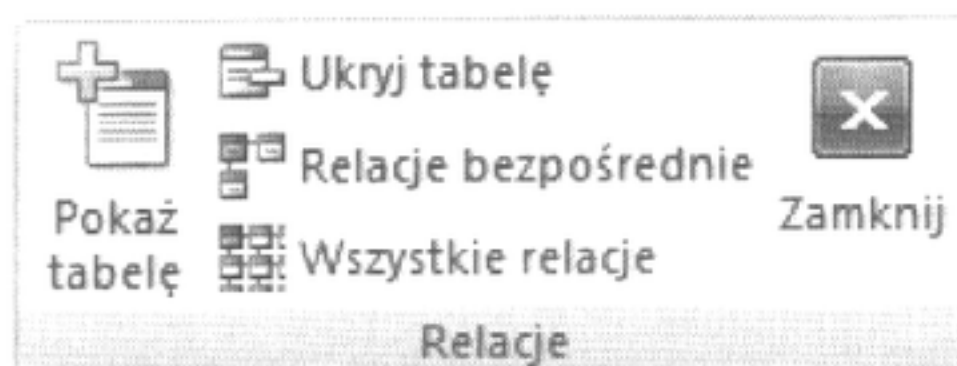 Pokaż
tabelę
Ukryj tabelę
Relacje bezpośrednie
Wszystkie relacje
Zamknij
Relacje